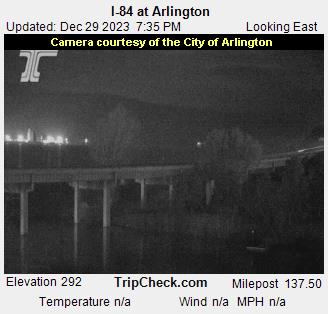 I-84 at Arlington
Updated: Dec 29 2023 7:35 PM Looking East
Camera courtesy of the City of Arlington
Elevation 292 TripCheck.com Milepost 137.50
Temperature n/a Wind n/a MPH n/a